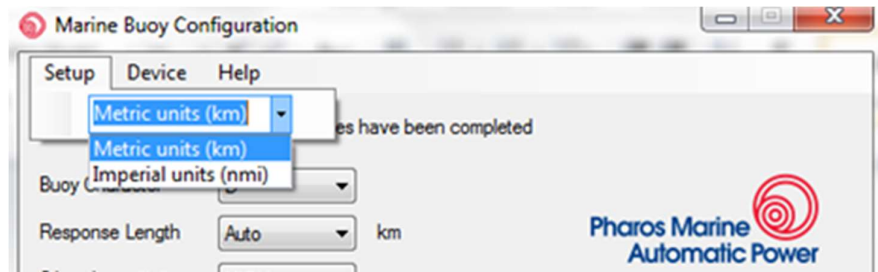 Marine Buoy Configuration
Setup Device Help
Metric units (km)
es have been completed
Metric units (km)
Imperial units (nmi)
Buoy
Response Length Auto km
Pharos Marine
Automatic Power